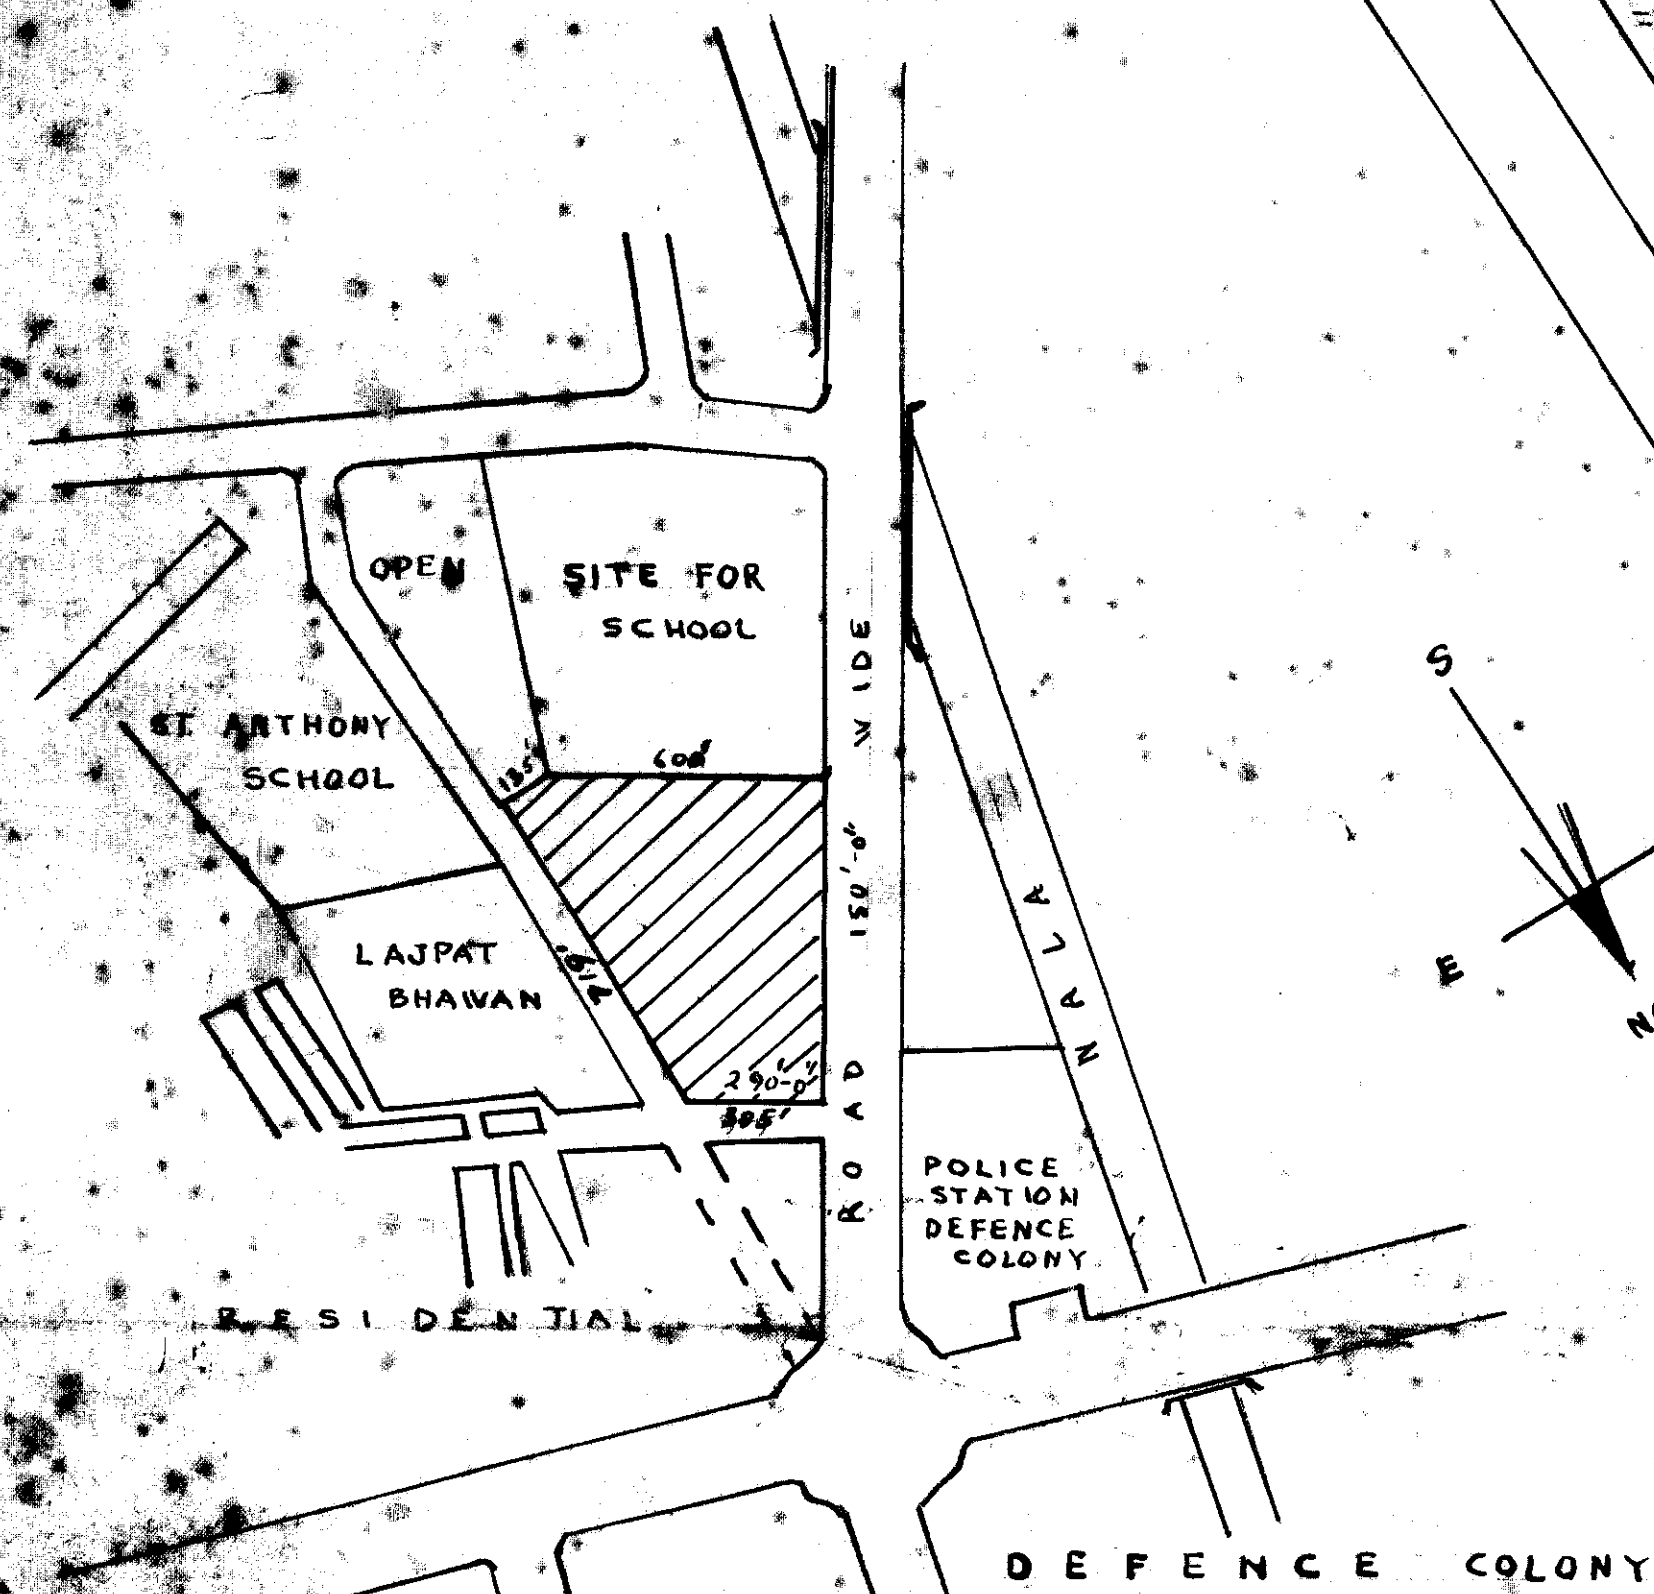 OPEN
SITE FOR
SCHOOL
ST. ANTHONY
SCHOOL
135'
LAJPAT
BHAWAN
290'-0"
305'
150'-0" WIDE
ROAD
NALA
S
E
POLICE
STATION
DEFENCE
COLONY
RESIDENTIAL
DEFENCE COLONY